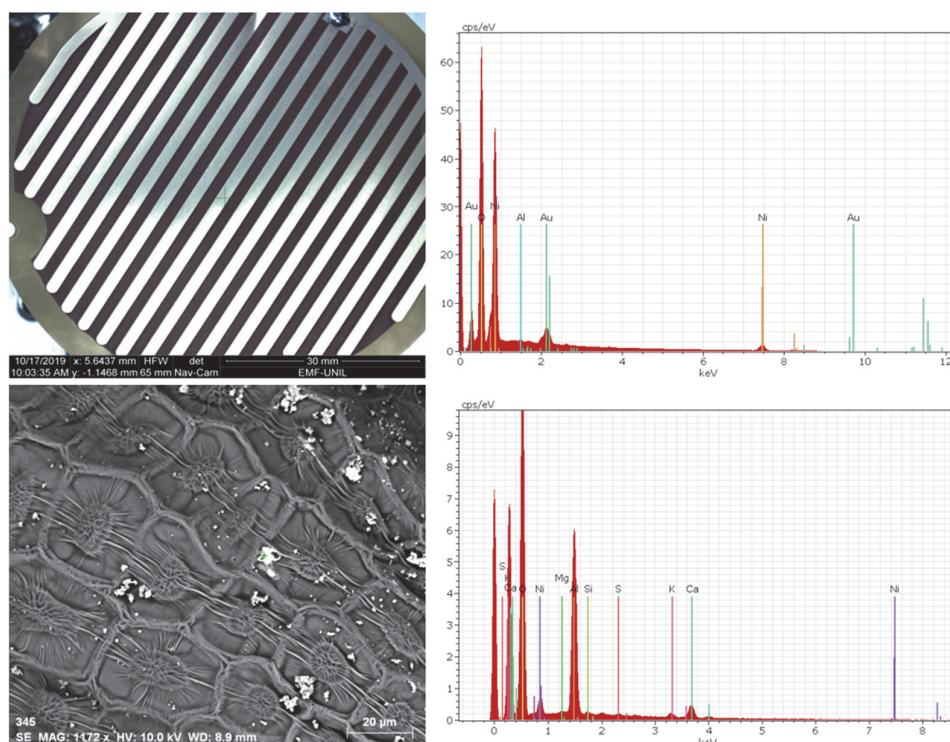 10/17/2019 x: 5.6437 mm HFW det 30 mm
10:03:35 AM y: -1.1468 mm 65 mm Nav-Cam EMF-UNIL
cps/eV
60
50
40
30
20
10
0
Au O Ni Al Au Ni Au
0 2 4 6 8 10 12
keV
345 20 µm
SE MAG: 1172 x HV: 10.0 kV WD: 8.9 mm
cps/eV
9
8
7
6
5
4
3
2
1
0
S K Ca O Ni Mg Al Si S K Ca Ni
0 1 2 3 4 5 6 7 8
keV